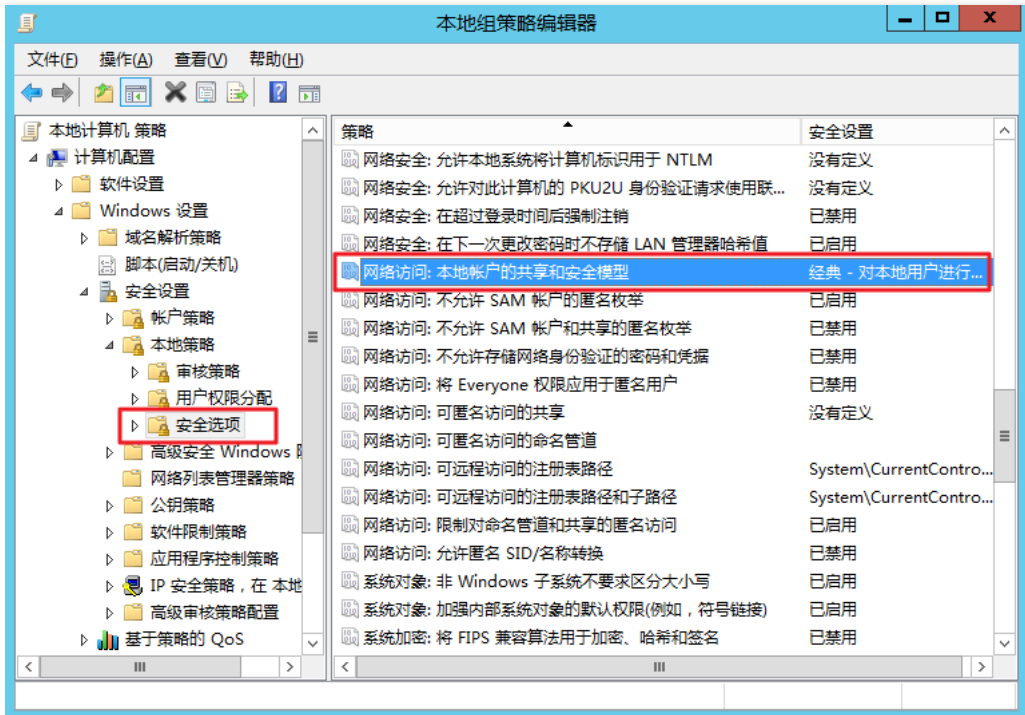 本地组策略编辑器
文件(F) 操作(A) 查看(V) 帮助(H)
本地计算机 策略
计算机配置
软件设置
Windows 设置
域名解析策略
脚本(启动/关机)
安全设置
帐户策略
本地策略
审核策略
用户权限分配
安全选项
高级安全 Windows
网络列表管理器策略
公钥策略
软件限制策略
应用程序控制策略
IP 安全策略，在 本地
高级审核策略配置
基于策略的 QoS
策略 安全设置
网络安全: 允许本地系统将计算机标识用于 NTLM 没有定义
网络安全: 允许对此计算机的 PKU2U 身份验证请求使用联... 没有定义
网络安全: 在超过登录时间后强制注销 已禁用
网络安全: 在下一次更改密码时不存储 LAN 管理器哈希值 已启用
网络访问: 本地帐户的共享和安全模型 经典 - 对本地用户进行...
网络访问: 不允许 SAM 帐户的匿名枚举 已启用
网络访问: 不允许 SAM 帐户和共享的匿名枚举 已禁用
网络访问: 不允许存储网络身份验证的密码和凭据 已禁用
网络访问: 将 Everyone 权限应用于匿名用户 已禁用
网络访问: 可匿名访问的共享 没有定义
网络访问: 可匿名访问的命名管道
网络访问: 可远程访问的注册表路径 System\CurrentContro...
网络访问: 可远程访问的注册表路径和子路径 System\CurrentContro...
网络访问: 限制对命名管道和共享的匿名访问 已启用
网络访问: 允许匿名 SID/名称转换 已禁用
系统对象: 非 Windows 子系统不要求区分大小写 已启用
系统对象: 加强内部系统对象的默认权限(例如，符号链接) 已启用
系统加密: 将 FIPS 兼容算法用于加密、哈希和签名 已禁用